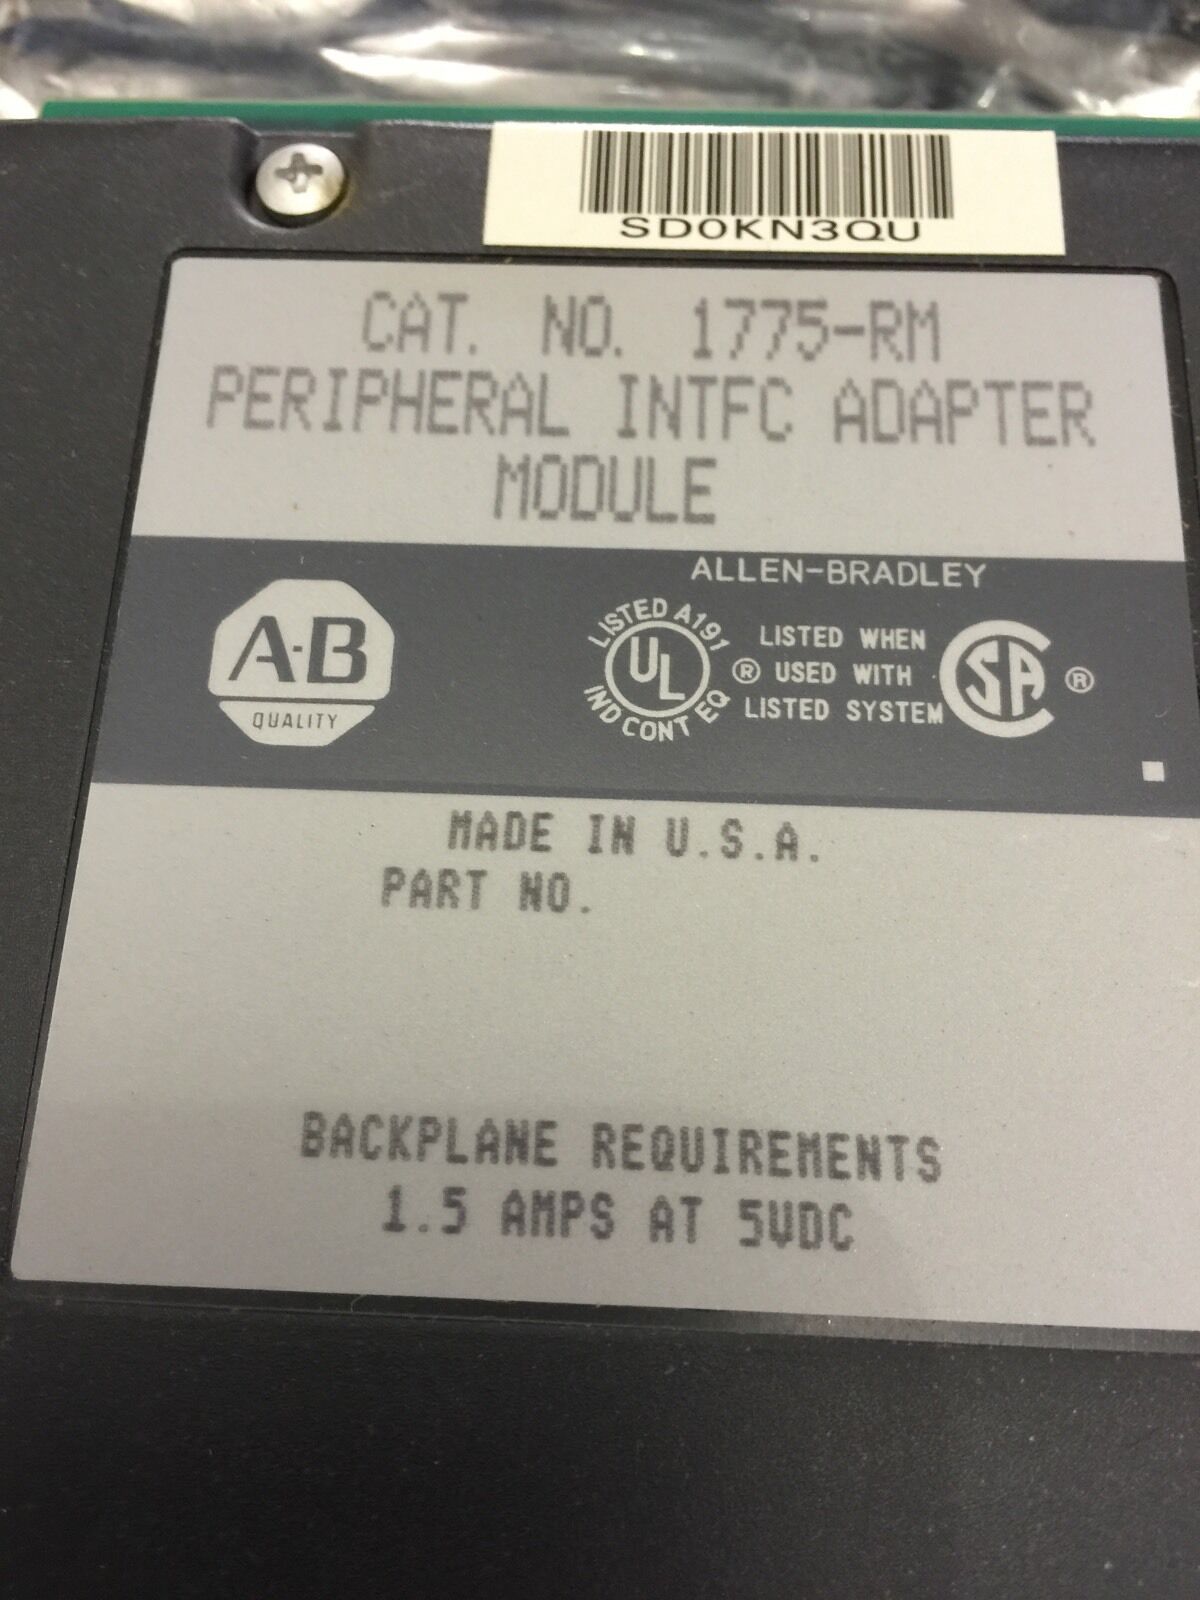 SD0KN3QU
CAT. NO. 1775-RM
PERIPHERAL INTFC ADAPTER
MODULE
ALLEN-BRADLEY
A-B
QUALITY
LISTED A191
UL
IND CONT EQ
®
LISTED WHEN
USED WITH
LISTED SYSTEM
CSA
®
MADE IN U.S.A.
PART NO.
BACKPLANE REQUIREMENTS
1.5 AMPS AT 5VDC